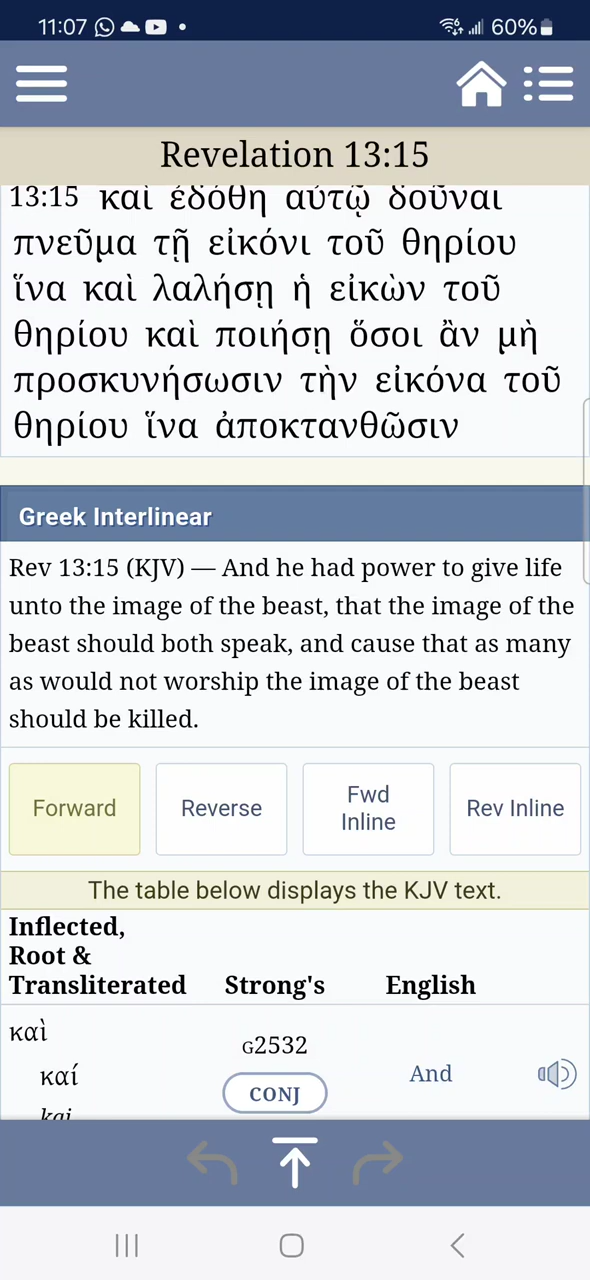 11:07
60%
Revelation 13:15
13:15 καὶ ἐδόθη αὐτῷ δοῦναι
πνεῦμα τῇ εἰκόνι τοῦ θηρίου
ἵνα καὶ λαλήσῃ ἡ εἰκὼν τοῦ
θηρίου καὶ ποιήσῃ ὅσοι ἂν μὴ
προσκυνήσωσιν τὴν εἰκόνα τοῦ
θηρίου ἵνα ἀποκτανθῶσιν
Greek Interlinear
Rev 13:15 (KJV) — And he had power to give life
unto the image of the beast, that the image of the
beast should both speak, and cause that as many
as would not worship the image of the beast
should be killed.
Forward
Reverse
Fwd
Inline
Rev Inline
The table below displays the KJV text.
Inflected,
Root &
Transliterated
Strong's
English
καὶ
καί
kai
G2532
CONJ
And